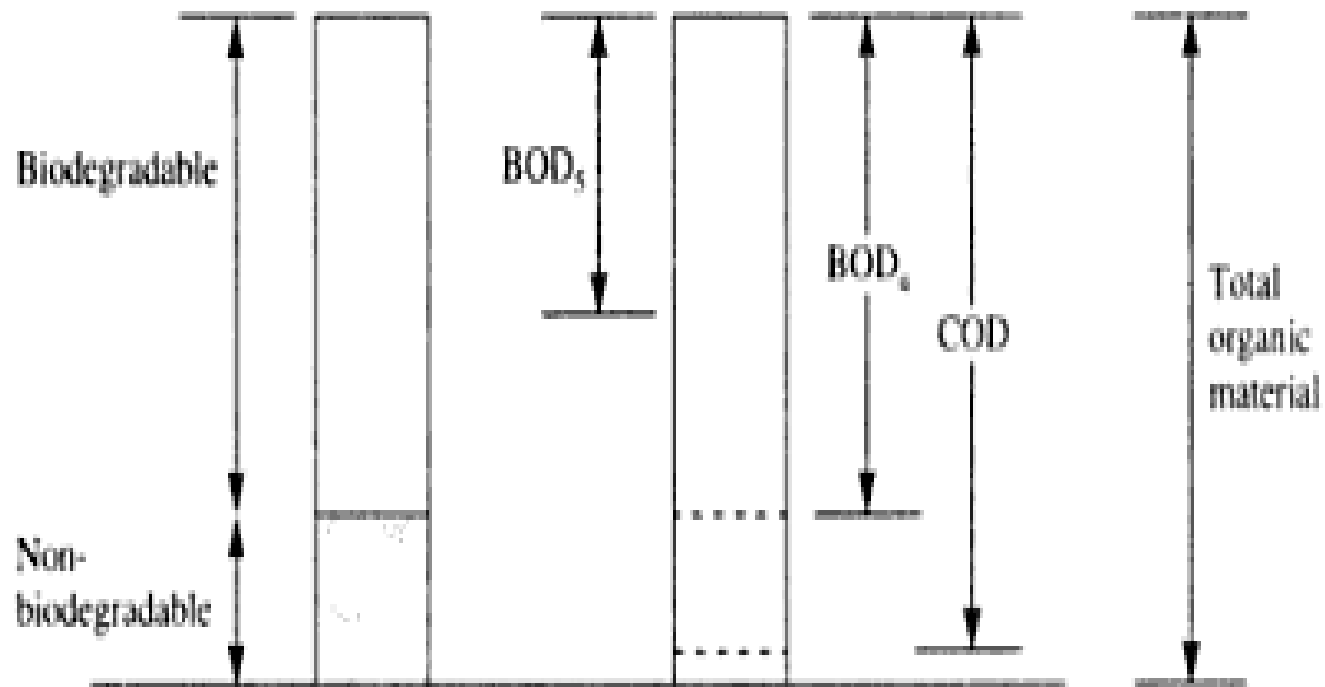 Biodegradable
Non-
biodegradable
BOD₅
BODᵤ
COD
Total
organic
material